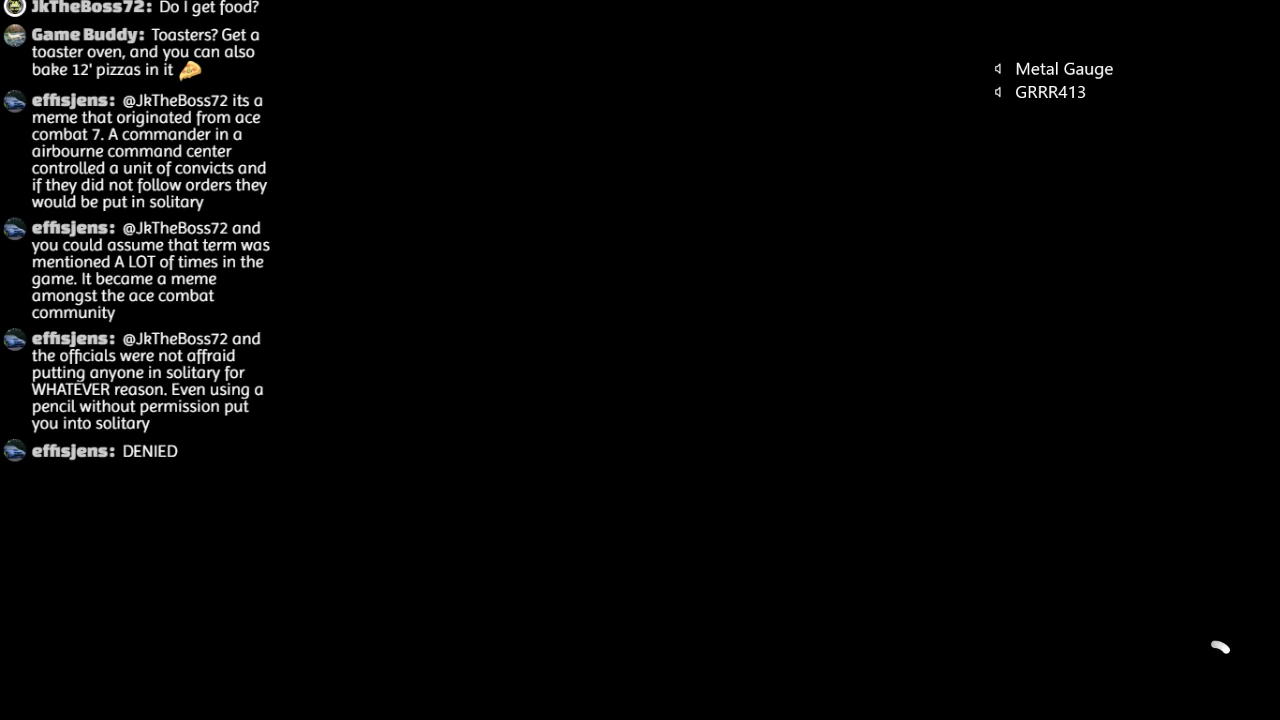 JkTheBoss72: Do I get food?
Game Buddy: Toasters? Get a
toaster oven, and you can also
bake 12' pizzas in it 🍕
effisjens: @JkTheBoss72 its a
meme that originated from ace
combat 7. A commander in a
airbourne command center
controlled a unit of convicts and
if they did not follow orders they
would be put in solitary
effisjens: @JkTheBoss72 and
you could assume that term was
mentioned A LOT of times in the
game. It became a meme
amongst the ace combat
community
effisjens: @JkTheBoss72 and
the officials were not affraid
putting anyone in solitary for
WHATEVER reason. Even using a
pencil without permission put
you into solitary
effisjens: DENIED
Metal Gauge
GRRR413